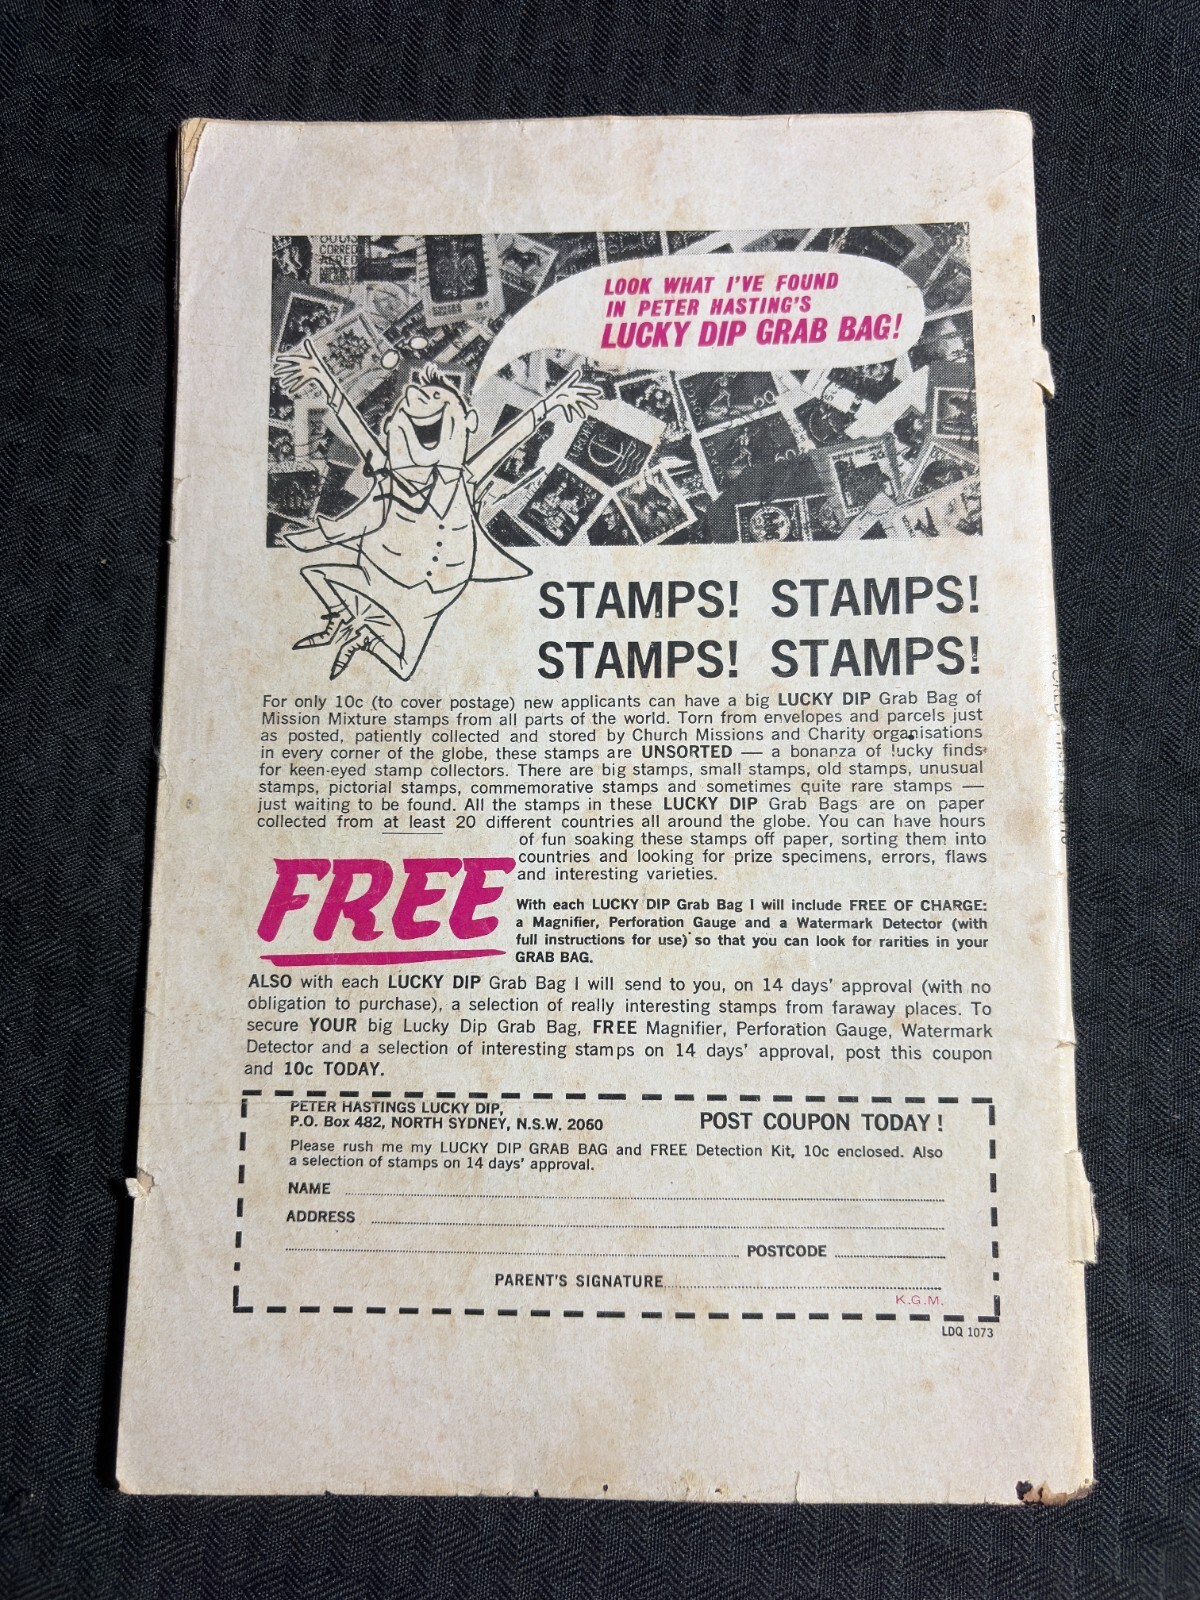 LOOK WHAT I'VE FOUND
IN PETER HASTING'S
LUCKY DIP GRAB BAG!
STAMPS! STAMPS!
STAMPS! STAMPS!
For only 10c (to cover postage) new applicants can have a big LUCKY DIP Grab Bag of
Mission Mixture stamps from all parts of the world. Torn from envelopes and parcels just
as posted, patiently collected and stored by Church Missions and Charity organisations
in every corner of the globe, these stamps are UNSORTED — a bonanza of lucky finds
for keen-eyed stamp collectors. There are big stamps, small stamps, old stamps, unusual
stamps, pictorial stamps, commemorative stamps and sometimes quite rare stamps —
just waiting to be found. All the stamps in these LUCKY DIP Grab Bags are on paper
collected from at least 20 different countries all around the globe. You can have hours
of fun soaking these stamps off paper, sorting them into
countries and looking for prize specimens, errors, flaws
and interesting varieties.
FREE
With each LUCKY DIP Grab Bag I will include FREE OF CHARGE:
a Magnifier, Perforation Gauge and a Watermark Detector (with
full instructions for use) so that you can look for rarities in your
GRAB BAG.
ALSO with each LUCKY DIP Grab Bag I will send to you, on 14 days' approval (with no
obligation to purchase), a selection of really interesting stamps from faraway places. To
secure YOUR big Lucky Dip Grab Bag, FREE Magnifier, Perforation Gauge, Watermark
Detector and a selection of interesting stamps on 14 days' approval, post this coupon
and 10c TODAY.
PETER HASTINGS LUCKY DIP,
P.O. Box 482, NORTH SYDNEY, N.S.W. 2060
POST COUPON TODAY!
Please rush me my LUCKY DIP GRAB BAG and FREE Detection Kit, 10c enclosed. Also
a selection of stamps on 14 days' approval.
NAME
ADDRESS
POSTCODE
PARENT'S SIGNATURE
K.G.M.
LDQ 1073